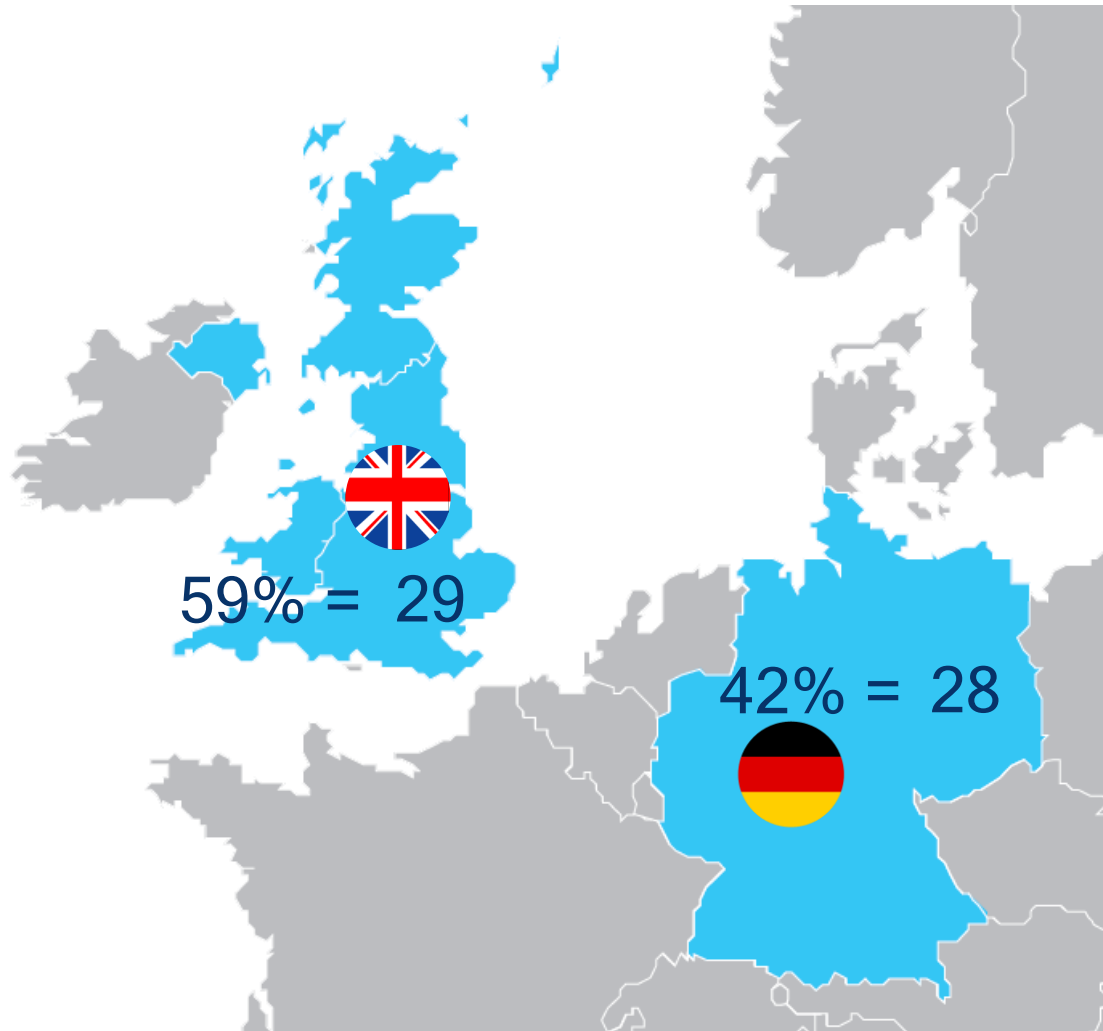 59% = 29
42% = 28